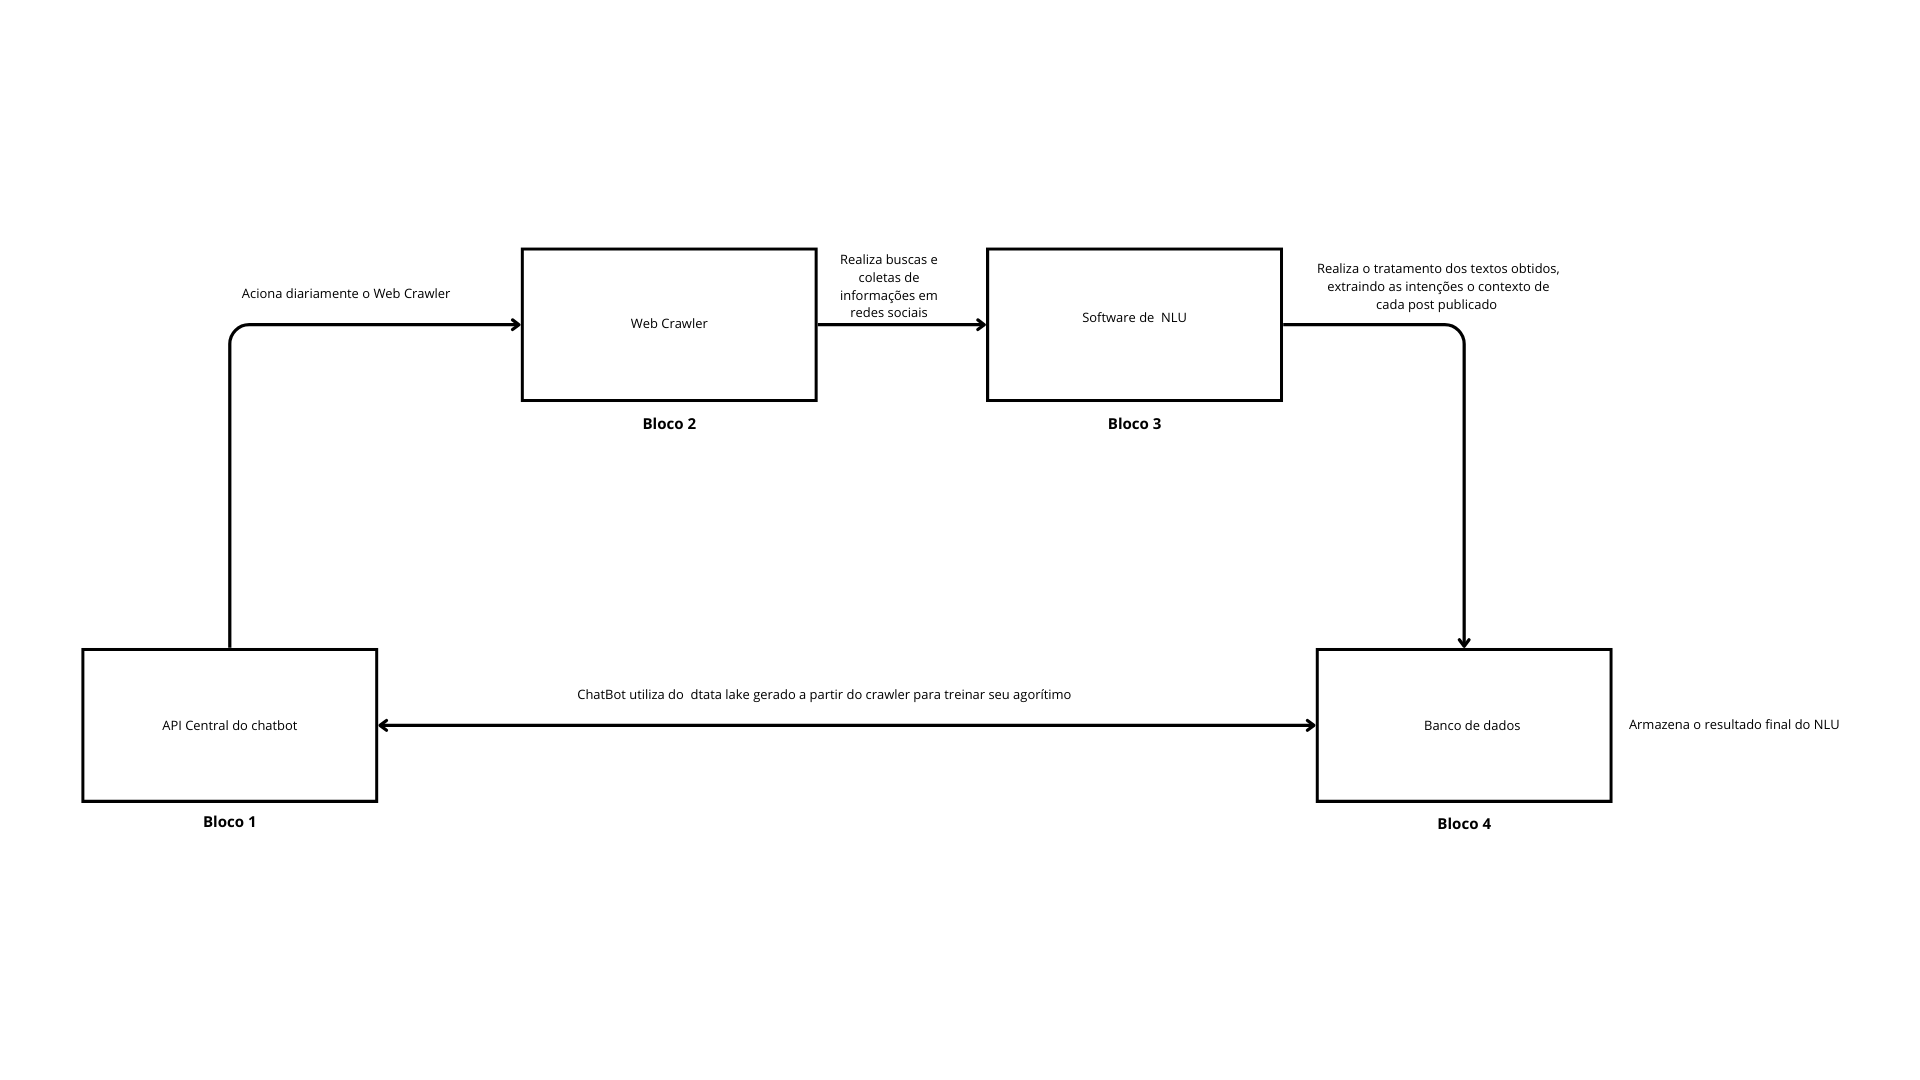 Aciona diariamente o Web Crawler
Web Crawler
Bloco 2
Realiza buscas e
coletas de
informações em
redes sociais
Software de  NLU
Bloco 3
Realiza o tratamento dos textos obtidos,
extraindo as intenções o contexto de
cada post publicado
API Central do chatbot
Bloco 1
ChatBot utiliza do  dtata lake gerado a partir do crawler para treinar seu agorítimo
Banco de dados
Bloco 4
Armazena o resultado final do NLU